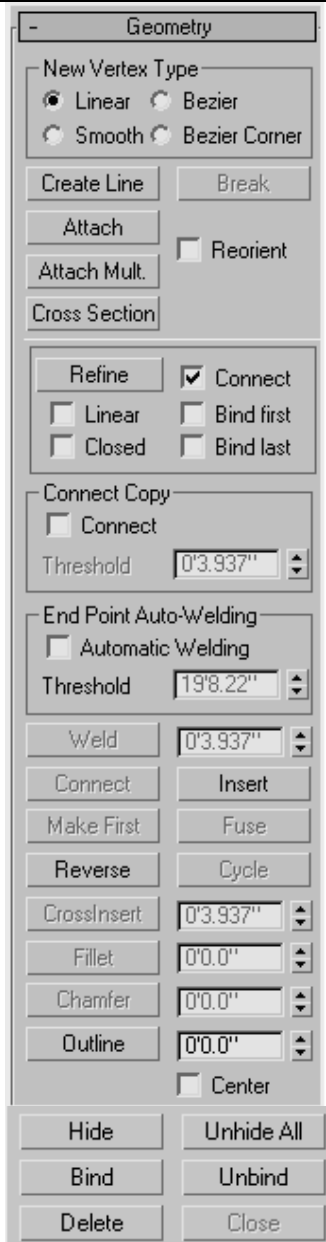 - Geometry
New Vertex Type
Linear Bezier
Smooth Bezier Corner
Create Line Break
Attach
Reorient
Attach Mult.
Cross Section
Refine Connect
Linear Bind first
Closed Bind last
Connect Copy
Connect
Threshold 0'3.937"
End Point Auto-Welding
Automatic Welding
Threshold 19'8.22"
Weld 0'3.937"
Connect Insert
Make First Fuse
Reverse Cycle
CrossInsert 0'3.937"
Fillet 0'0.0"
Chamfer 0'0.0"
Outline 0'0.0"
Center
Hide Unhide All
Bind Unbind
Delete Close